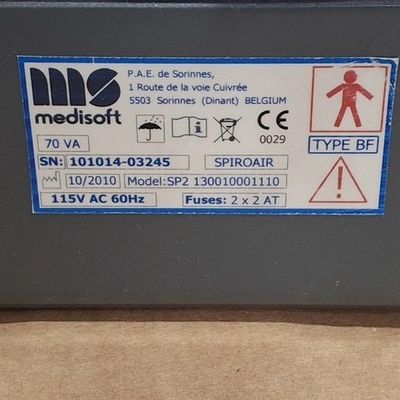 ms
medisoft
P.A.E. de Sorinnes,
1 Route de la voie Cuivrée
5503 Sorinnes (Dinant) BELGIUM
i
CE
0029
70 VA
TYPE BF
SN: 101014-03245
SPIROAIR
10/2010
Model:SP2 130010001110
115V AC 60Hz
Fuses: 2 x 2 AT
!